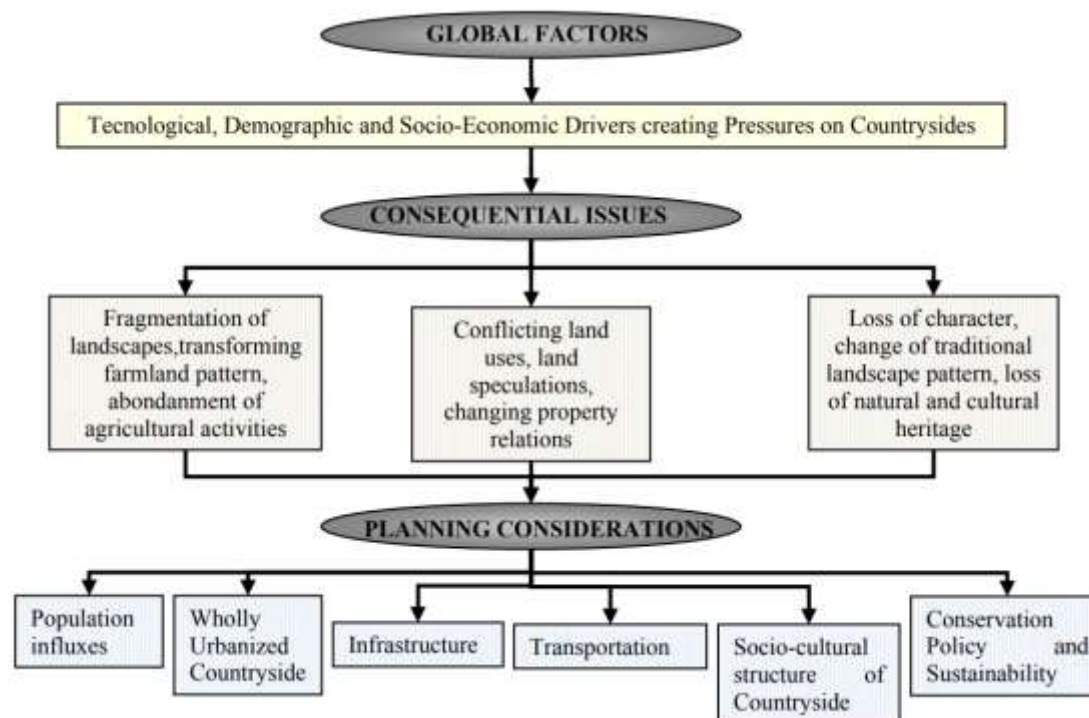 GLOBAL FACTORS
Tecnological, Demographic and Socio-Economic Drivers creating Pressures on Countrysides
CONSEQUENTIAL ISSUES
Fragmentation of
landscapes,transforming
farmland pattern,
abondanment of
agricultural activities
Conflicting land
uses, land
speculations,
changing property
relations
Loss of character,
change of traditional
landscape pattern, loss
of natural and cultural
heritage
PLANNING CONSIDERATIONS
Population
influxes
Wholly
Urbanized
Countryside
Infrastructure
Transportation
Socio-cultural
structure of
Countryside
Conservation
Policy and
Sustainability